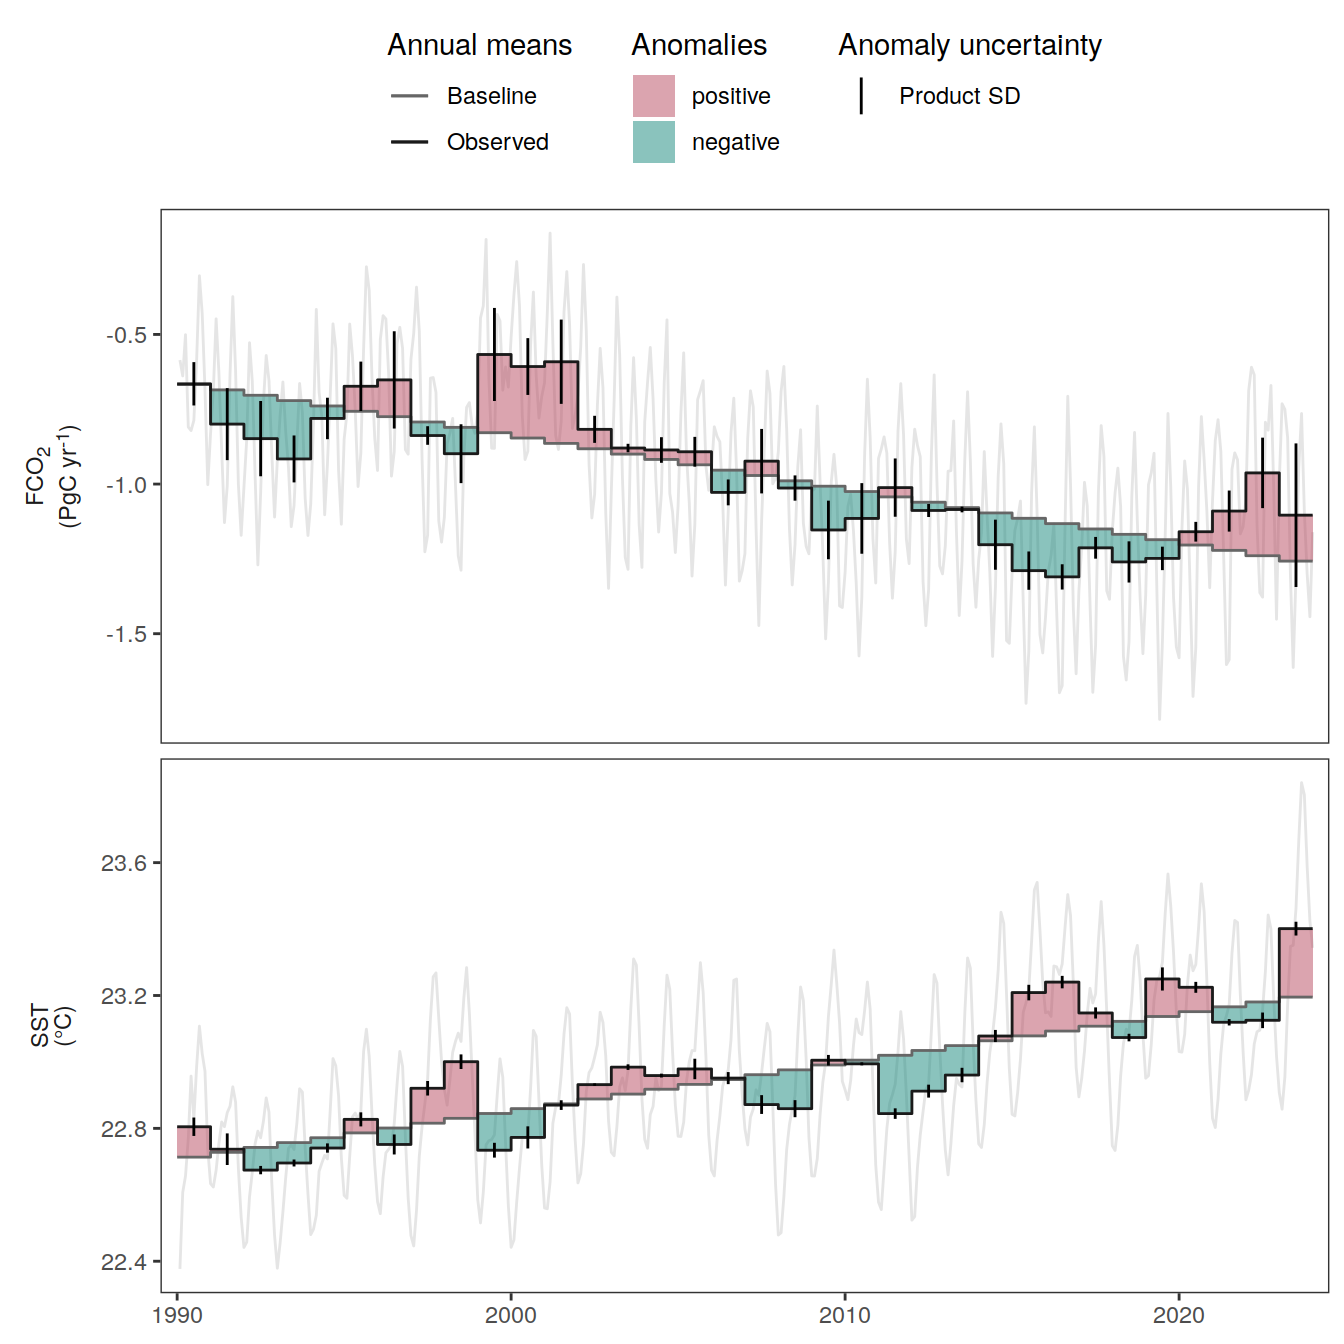 Annual means
Baseline
Observed
Anomalies
positive
negative
Anomaly uncertainty
Product SD
FCO₂
(PgC yr⁻¹)
-0.5
-1.0
-1.5
SST
(°C)
23.6
23.2
22.8
22.4
1990
2000
2010
2020